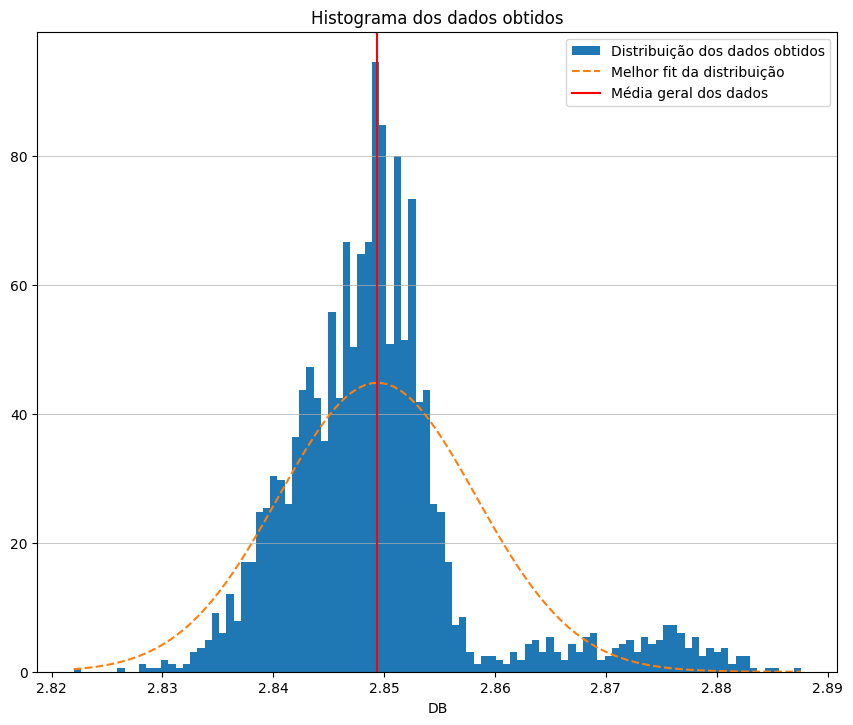 Histograma dos dados obtidos
Distribuição dos dados obtidos
Melhor fit da distribuição
Média geral dos dados
80
60
40
20
0
2.82 2.83 2.84 2.85 2.86 2.87 2.88 2.89
DB